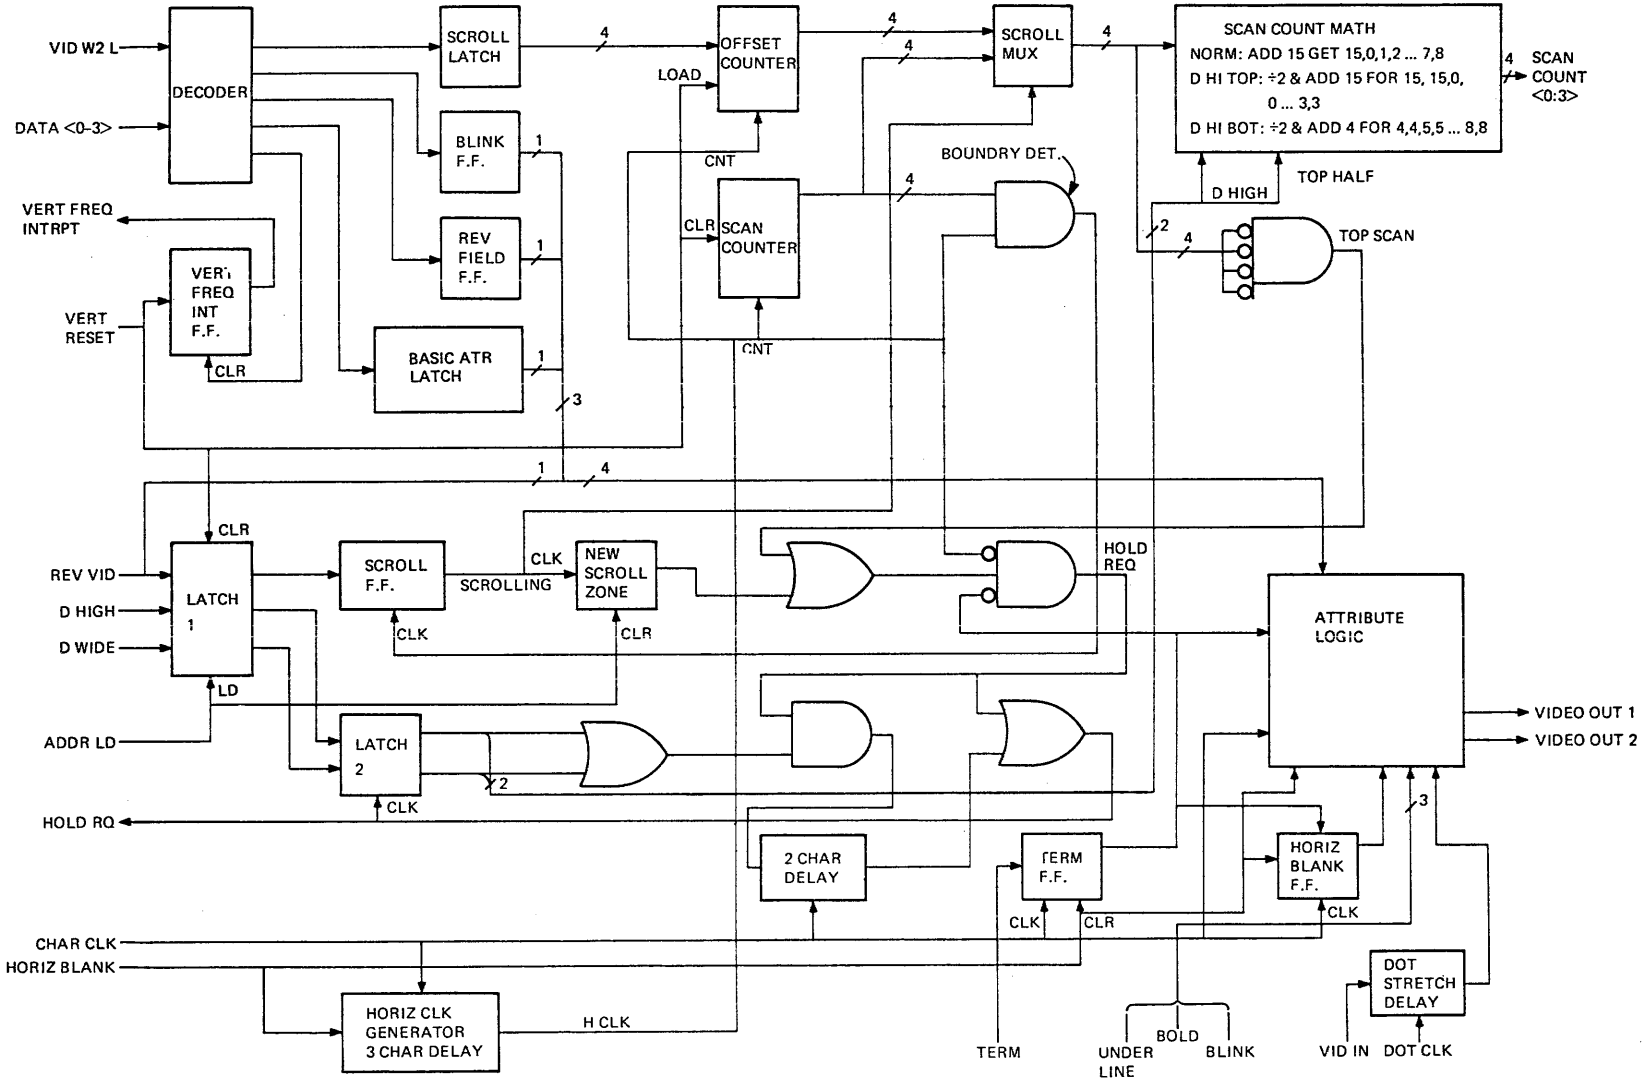 VID W2 L
DATA <0-3>
DECODER
SCROLL
LATCH
4
OFFSET
COUNTER
LOAD
4
4
SCROLL
MUX
4
SCAN COUNT MATH
NORM: ADD 15 GET 15,0,1,2 ... 7,8
D HI TOP: ÷2 & ADD 15 FOR 15, 15,0,
0 ... 3,3
D HI BOT: ÷2 & ADD 4 FOR 4,4,5,5 ... 8,8
4
SCAN
COUNT
<0:3>
BLINK
F.F.
1
CNT
BOUNDRY DET.
D HIGH
TOP HALF
VERT FREQ
INTRPT
REV
FIELD
F.F.
1
CLR
SCAN
COUNTER
4
2
4
TOP SCAN
VERT
FREQ
INT
F.F.
VERT
RESET
CLR
BASIC ATR
LATCH
1
3
CNT
1
4
CLR
REV VID
D HIGH
D WIDE
LATCH
1
LD
SCROLL
F.F.
SCROLLING
CLK
CLK
NEW
SCROLL
ZONE
CLR
HOLD
REQ
ATTRIBUTE
LOGIC
ADDR LD
LATCH
2
CLK
2
HOLD RQ
VIDEO OUT 1
VIDEO OUT 2
2 CHAR
DELAY
TERM
F.F.
CLK
CLR
HORIZ
BLANK
F.F.
CLK
3
CHAR CLK
HORIZ BLANK
HORIZ CLK
GENERATOR
3 CHAR DELAY
H CLK
DOT
STRETCH
DELAY
TERM
UNDER
LINE
BOLD
BLINK
VID IN
DOT CLK